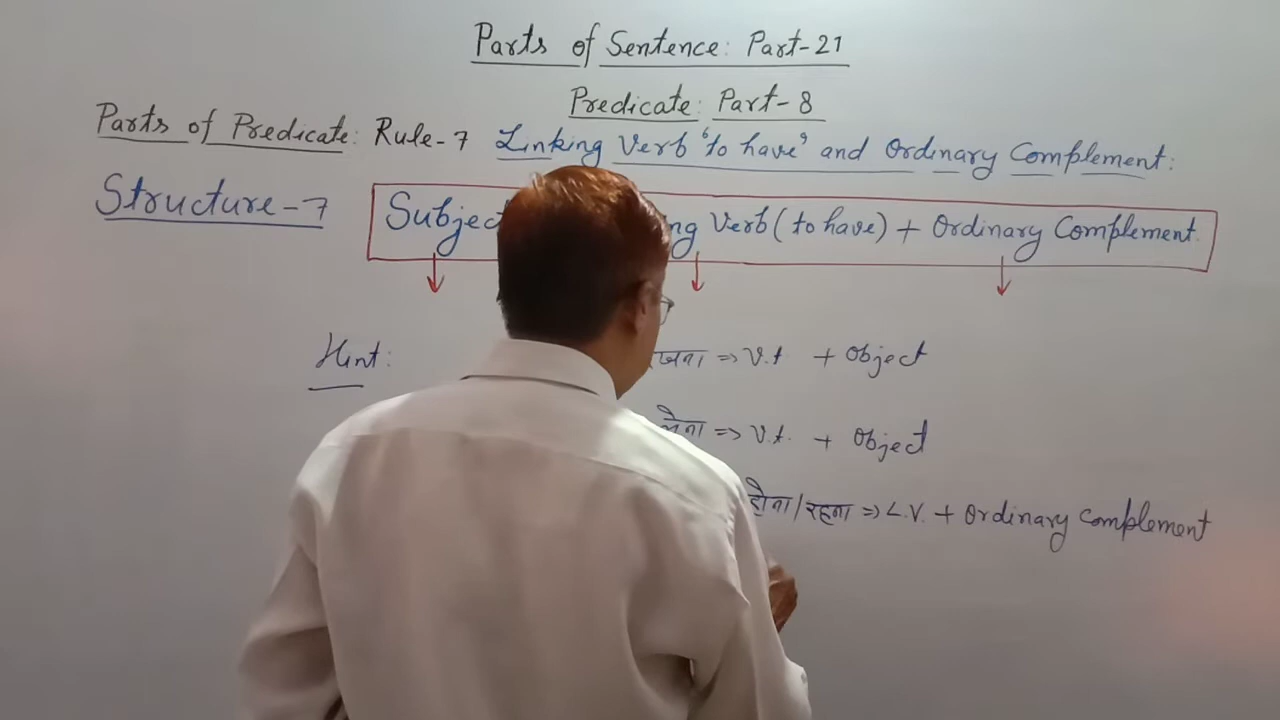 Parts of Sentence: Part-21
Predicate: Part-8
Parts of Predicate: Rule-7 Linking Verb 'to have' and Ordinary Complement:
Structure-7 Subject Verb (to have) + Ordinary Complement.
Hint: => V.t + Object
लेना => V.t. + Object
होना/रहना => L.V. + Ordinary Complement